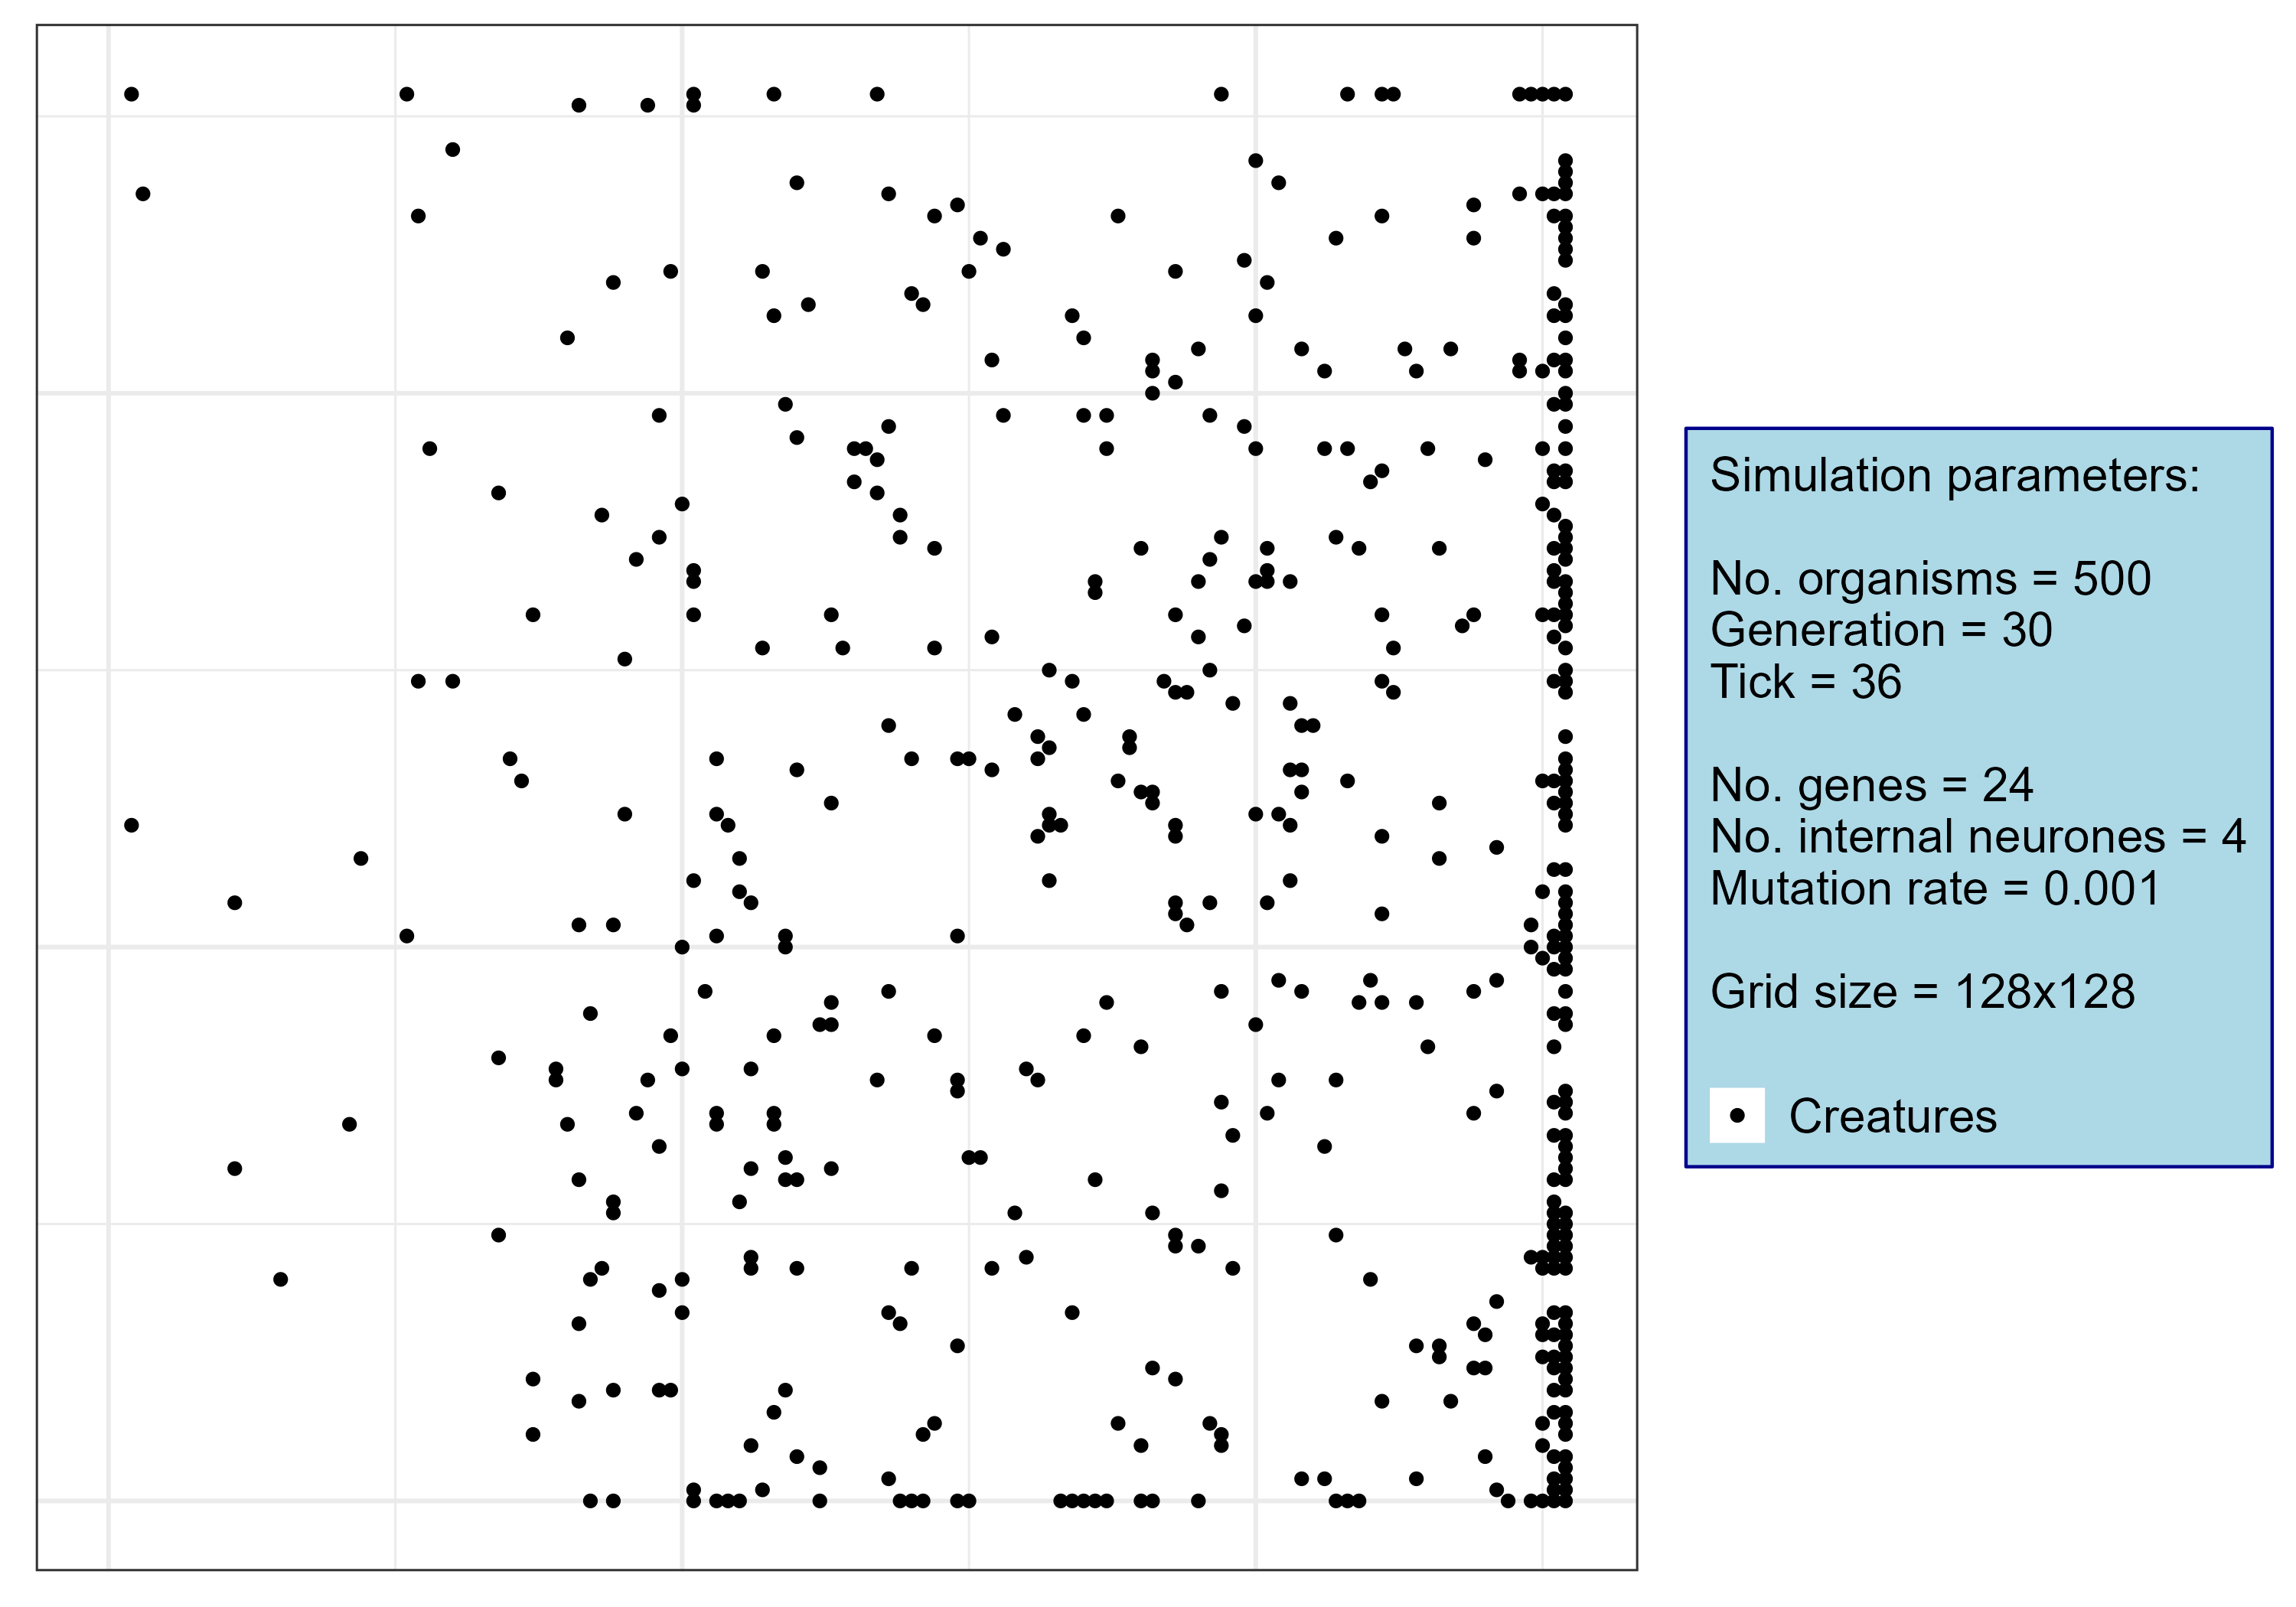 Simulation parameters:
No. organisms = 500
Generation = 30
Tick = 36
No. genes = 24
No. internal neurones = 4
Mutation rate = 0.001
Grid size = 128x128
Creatures